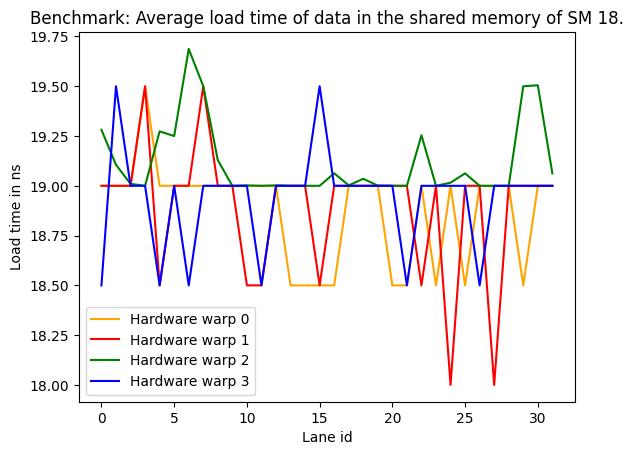 Benchmark: Average load time of data in the shared memory of SM 18.
19.75
19.50
19.25
19.00
18.75
18.50
18.25
18.00
Load time in ns
Hardware warp 0
Hardware warp 1
Hardware warp 2
Hardware warp 3
0 5 10 15 20 25 30
Lane id